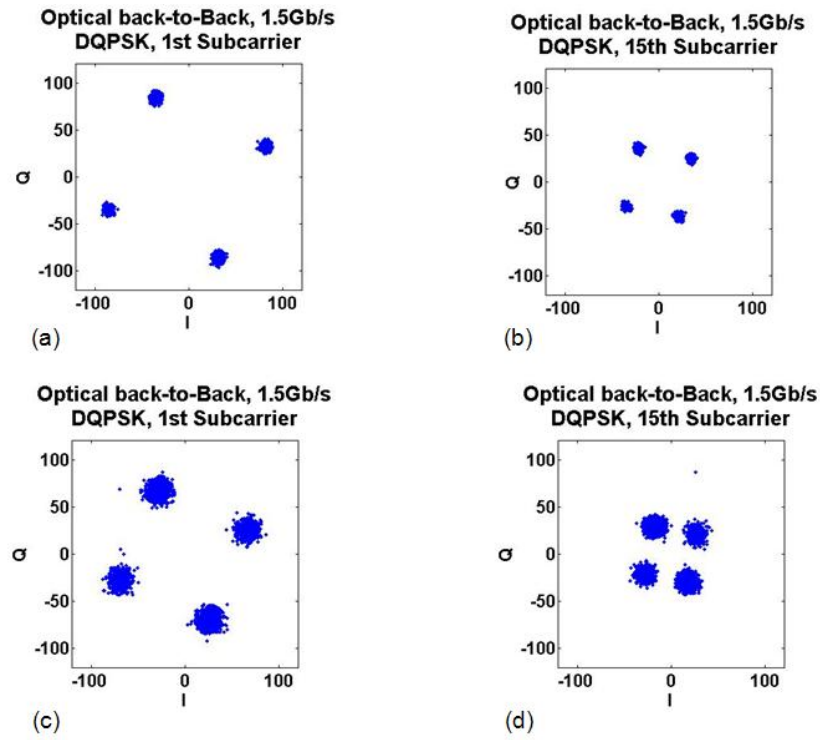 Optical back-to-Back, 1.5Gb/s
DQPSK, 1st Subcarrier
100
50
0
-50
-100
Q
-100 0 100
I
(a)
Optical back-to-Back, 1.5Gb/s
DQPSK, 15th Subcarrier
100
50
0
-50
-100
Q
-100 0 100
I
(b)
Optical back-to-Back, 1.5Gb/s
DQPSK, 1st Subcarrier
100
50
0
-50
-100
Q
-100 0 100
I
(c)
Optical back-to-Back, 1.5Gb/s
DQPSK, 15th Subcarrier
100
50
0
-50
-100
Q
-100 0 100
I
(d)